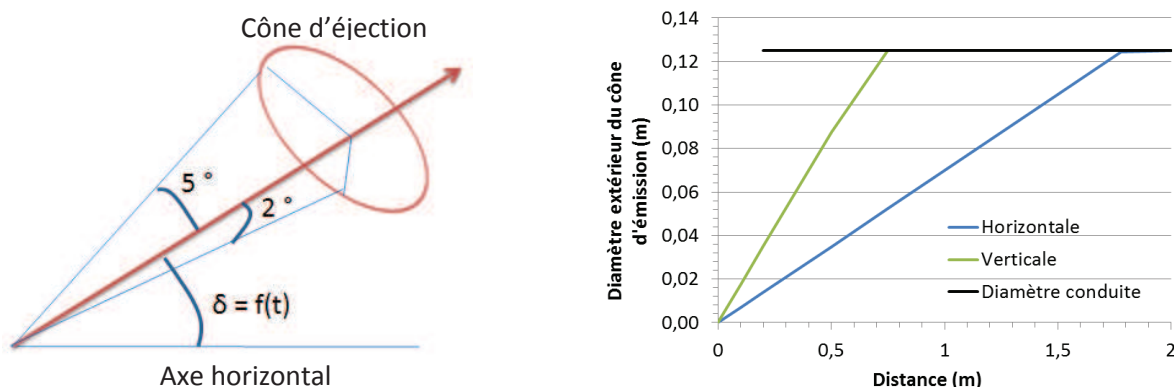 Cône d'éjection
5 °
2 °
δ = f(t)
Axe horizontal
Diamètre extérieur du cône
d'émission (m)
0,14
0,12
0,10
0,08
0,06
0,04
0,02
0,00
Horizontale
Verticale
Diamètre conduite
0
0,5
1
1,5
2
Distance (m)